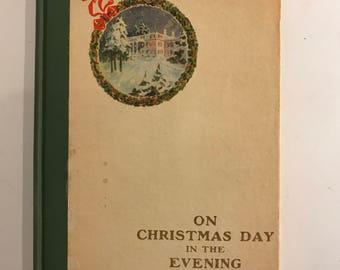 ON
CHRISTMAS DAY
IN THE
EVENING